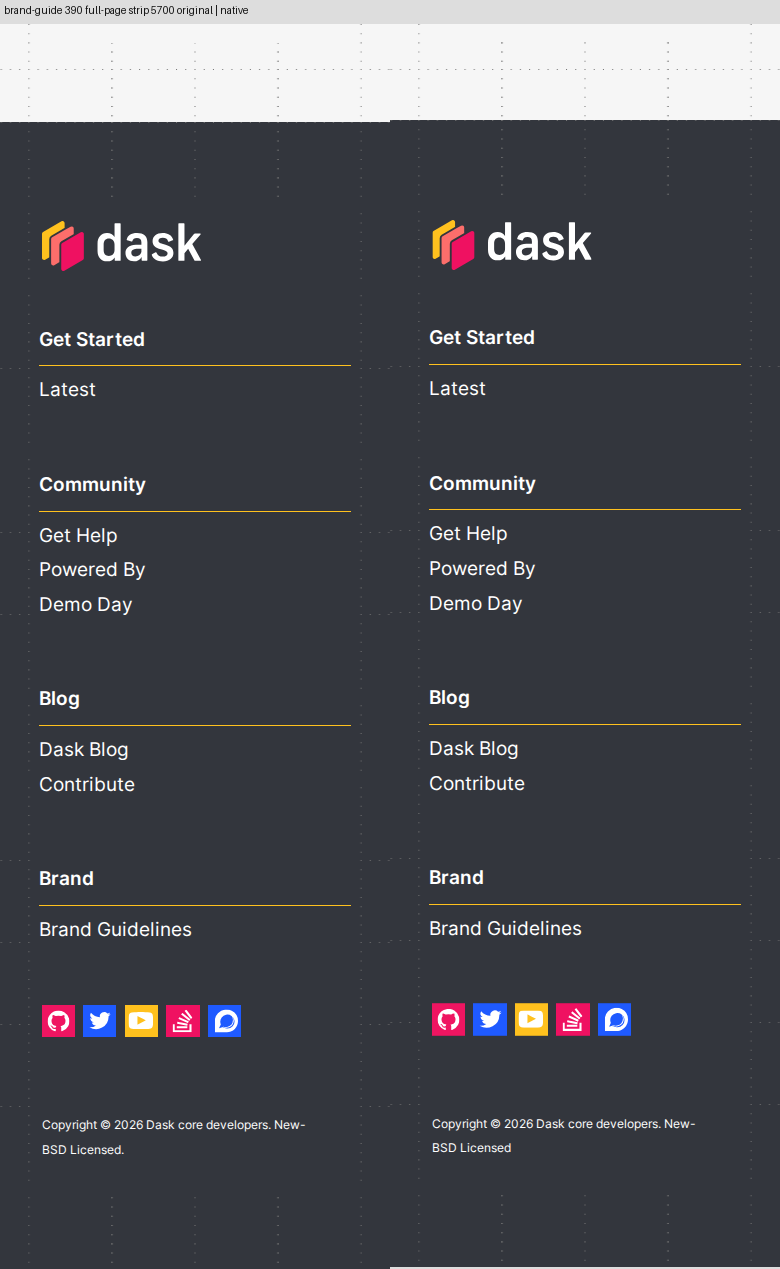 brand-guide 390 full-page strip 5700 original | native
dask
Get Started
Latest
Community
Get Help
Powered By
Demo Day
Blog
Dask Blog
Contribute
Brand
Brand Guidelines
Copyright © 2026 Dask core developers. New-
BSD Licensed.
dask
Get Started
Latest
Community
Get Help
Powered By
Demo Day
Blog
Dask Blog
Contribute
Brand
Brand Guidelines
Copyright © 2026 Dask core developers. New-
BSD Licensed